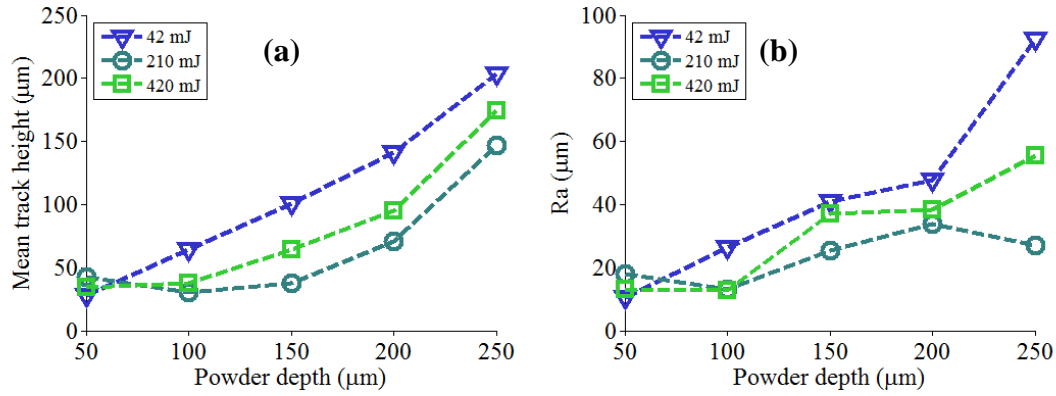 250
200
150
100
50
0
Mean track height (μm)
42 mJ
210 mJ
420 mJ
(a)
50 100 150 200 250
Powder depth (μm)
100
80
60
40
20
0
Ra (μm)
42 mJ
210 mJ
420 mJ
(b)
50 100 150 200 250
Powder depth (μm)